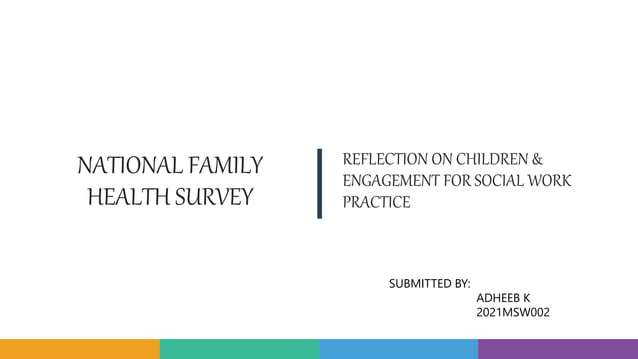 NATIONAL FAMILY
HEALTH SURVEY
REFLECTION ON CHILDREN &
ENGAGEMENT FOR SOCIAL WORK
PRACTICE
SUBMITTED BY:
ADHEEB K
2021MSW002